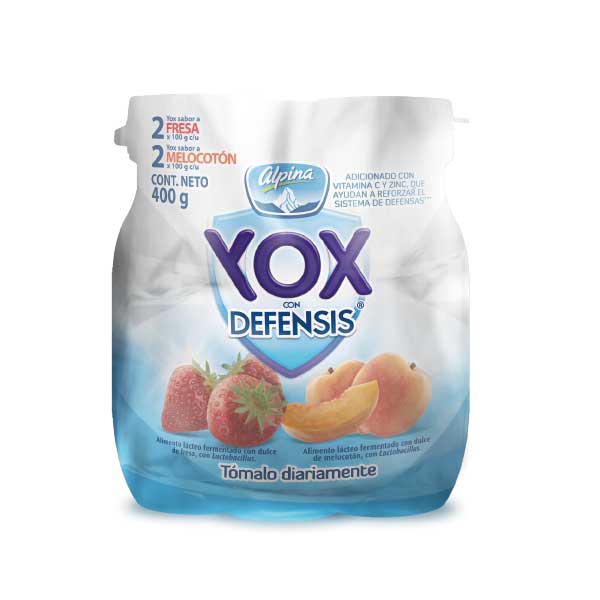 2 Yox sabor a
FRESA
x 100 g c/u
2 Yox sabor a
MELOCOTÓN
x 100 g c/u
CONT. NETO
400 g
Alpina
ADICIONADO CON
VITAMINA C Y ZINC, QUE
AYUDAN A REFORZAR EL
SISTEMA DE DEFENSAS***
YOX
CON
DEFENSIS®
Alimento lácteo fermentado con dulce
de fresa, con Lactobacillus.
Alimento lácteo fermentado con dulce
de melocotón, con Lactobacillus.
Tómalo diariamente